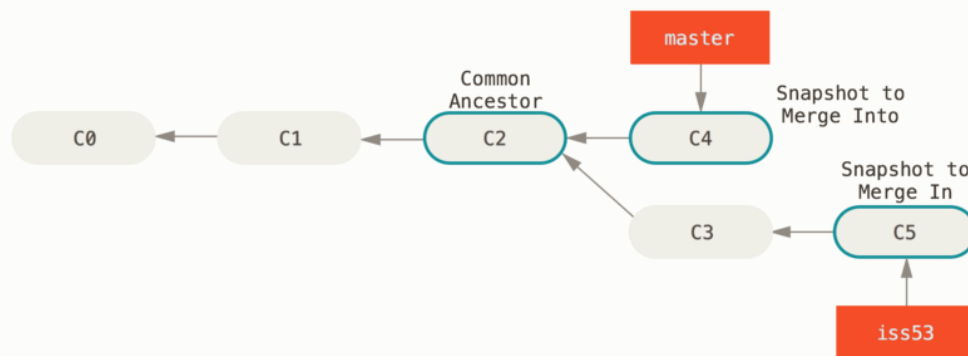 master
Common
Ancestor
Snapshot to
Merge Into
C0
C1
C2
C4
Snapshot to
Merge In
C3
C5
iss53